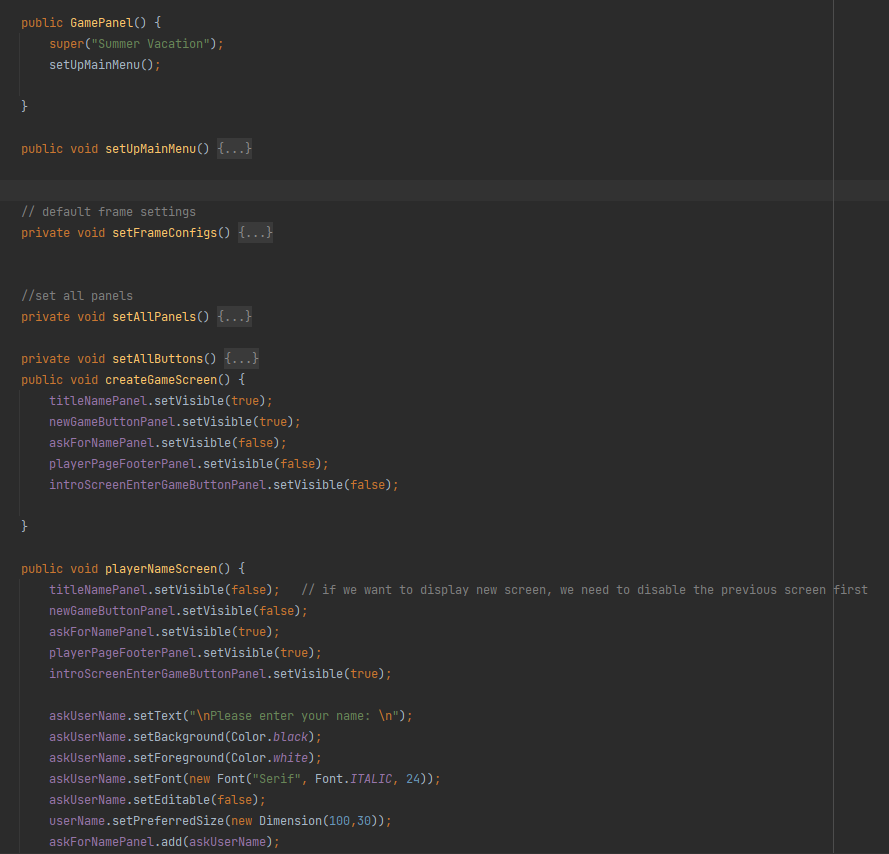 public GamePanel() {
super("Summer Vacation");
setUpMainMenu();
}
public void setUpMainMenu() {...}
// default frame settings
private void setFrameConfigs() {...}
//set all panels
private void setAllPanels() {...}
private void setAllButtons() {...}
public void createGameScreen() {
titleNamePanel.setVisible(true);
newGameButtonPanel.setVisible(true);
askForNamePanel.setVisible(false);
playerPageFooterPanel.setVisible(false);
introScreenEnterGameButtonPanel.setVisible(false);
}
public void playerNameScreen() {
titleNamePanel.setVisible(false);   // if we want to display new screen, we need to disable the previous screen first
newGameButtonPanel.setVisible(false);
askForNamePanel.setVisible(true);
playerPageFooterPanel.setVisible(true);
introScreenEnterGameButtonPanel.setVisible(true);
askUserName.setText("\nPlease enter your name: \n");
askUserName.setBackground(Color.black);
askUserName.setForeground(Color.white);
askUserName.setFont(new Font("Serif", Font.ITALIC, 24));
askUserName.setEditable(false);
userName.setPreferredSize(new Dimension(100,30));
askForNamePanel.add(askUserName);